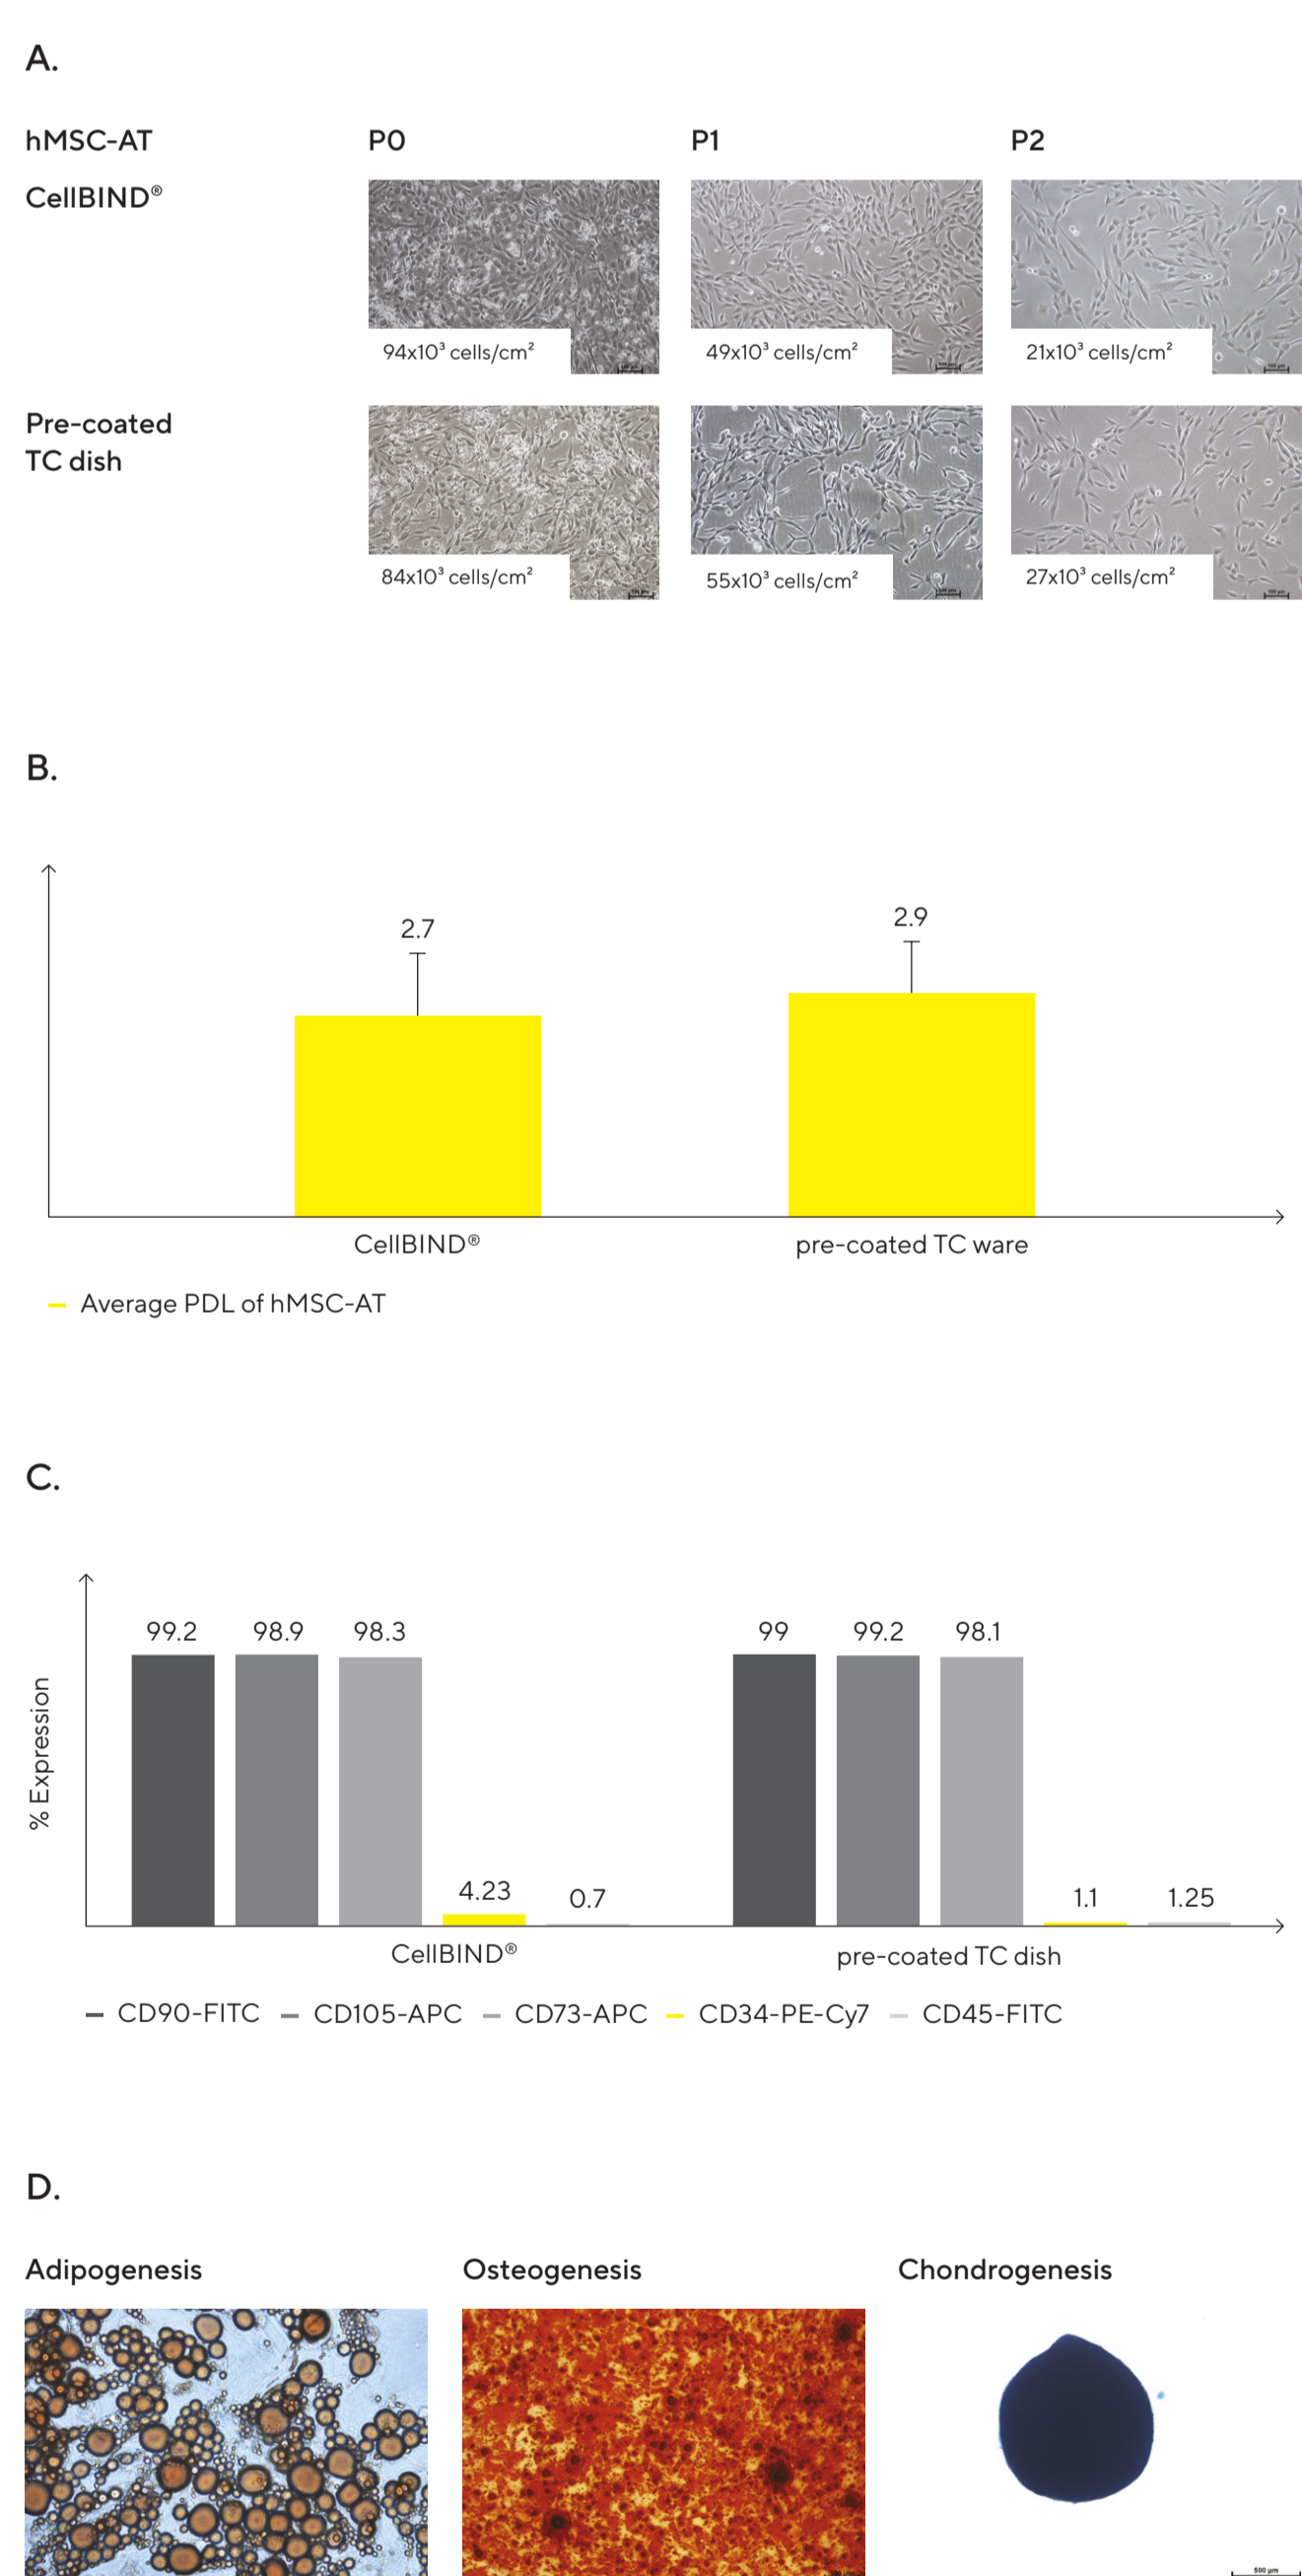 A.
hMSC-AT P0 P1 P2
CellBIND®
94x10³ cells/cm² 49x10³ cells/cm² 21x10³ cells/cm²
Pre-coated
TC dish
84x10³ cells/cm² 55x10³ cells/cm² 27x10³ cells/cm²
B.
2.7 2.9
CellBIND® pre-coated TC ware
Average PDL of hMSC-AT
C.
% Expression
99.2 98.9 98.3 4.23 0.7 99 99.2 98.1 1.1 1.25
CellBIND® pre-coated TC dish
CD90-FITC CD105-APC CD73-APC CD34-PE-Cy7 CD45-FITC
D.
Adipogenesis Osteogenesis Chondrogenesis
500 µm